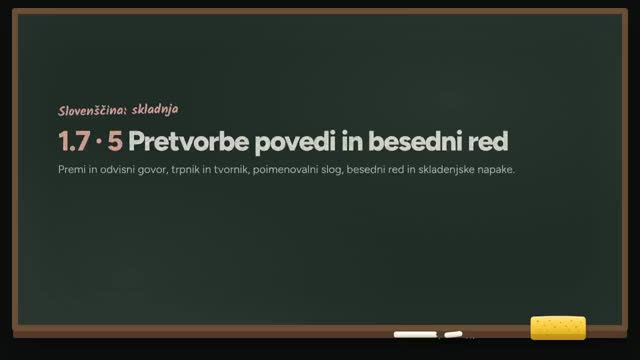 Slovenščina: skladnja
1.7 · 5 Pretvorbe povedi in besedni red
Premi in odvisni govor, trpnik in tvornik, poimenovalni slog, besedni red in skladenjske napake.